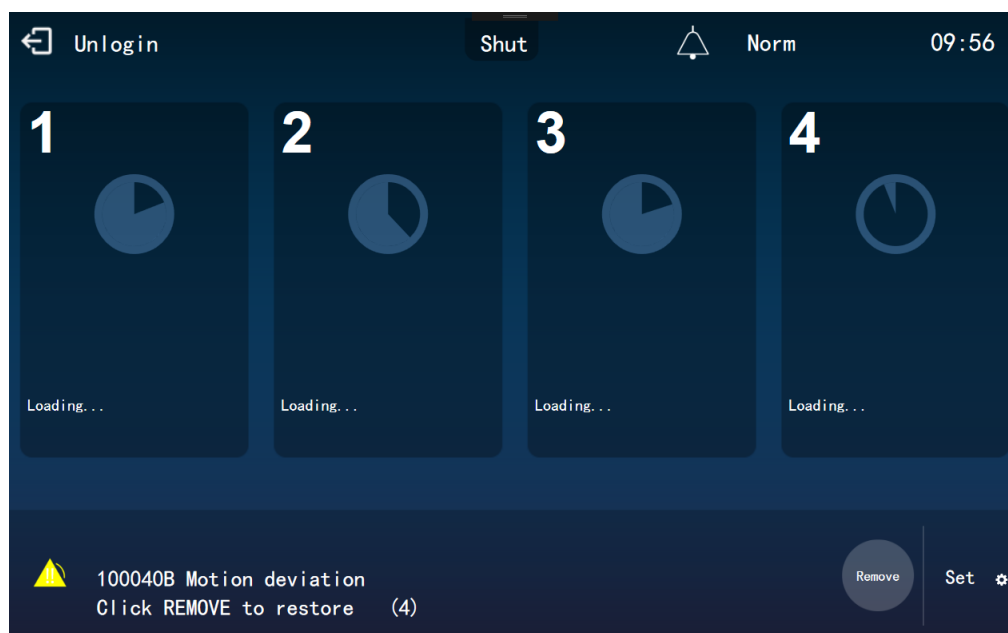 Unlogin Shut Norm 09:56
1 2 3 4
Loading... Loading... Loading... Loading...
100040B Motion deviation
Click REMOVE to restore (4)
Remove
Set